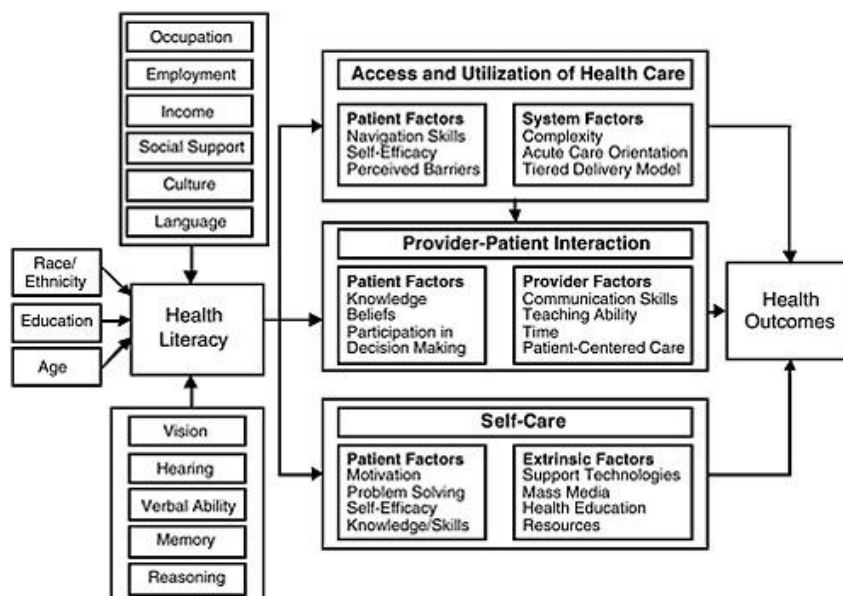 Occupation
Employment
Income
Social Support
Culture
Language
Race/
Ethnicity
Education
Age
Health
Literacy
Vision
Hearing
Verbal Ability
Memory
Reasoning
Access and Utilization of Health Care
Patient Factors
Navigation Skills
Self-Efficacy
Perceived Barriers
System Factors
Complexity
Acute Care Orientation
Tiered Delivery Model
Provider-Patient Interaction
Patient Factors
Knowledge
Beliefs
Participation in
Decision Making
Provider Factors
Communication Skills
Teaching Ability
Time
Patient-Centered Care
Self-Care
Patient Factors
Motivation
Problem Solving
Self-Efficacy
Knowledge/Skills
Extrinsic Factors
Support Technologies
Mass Media
Health Education
Resources
Health
Outcomes